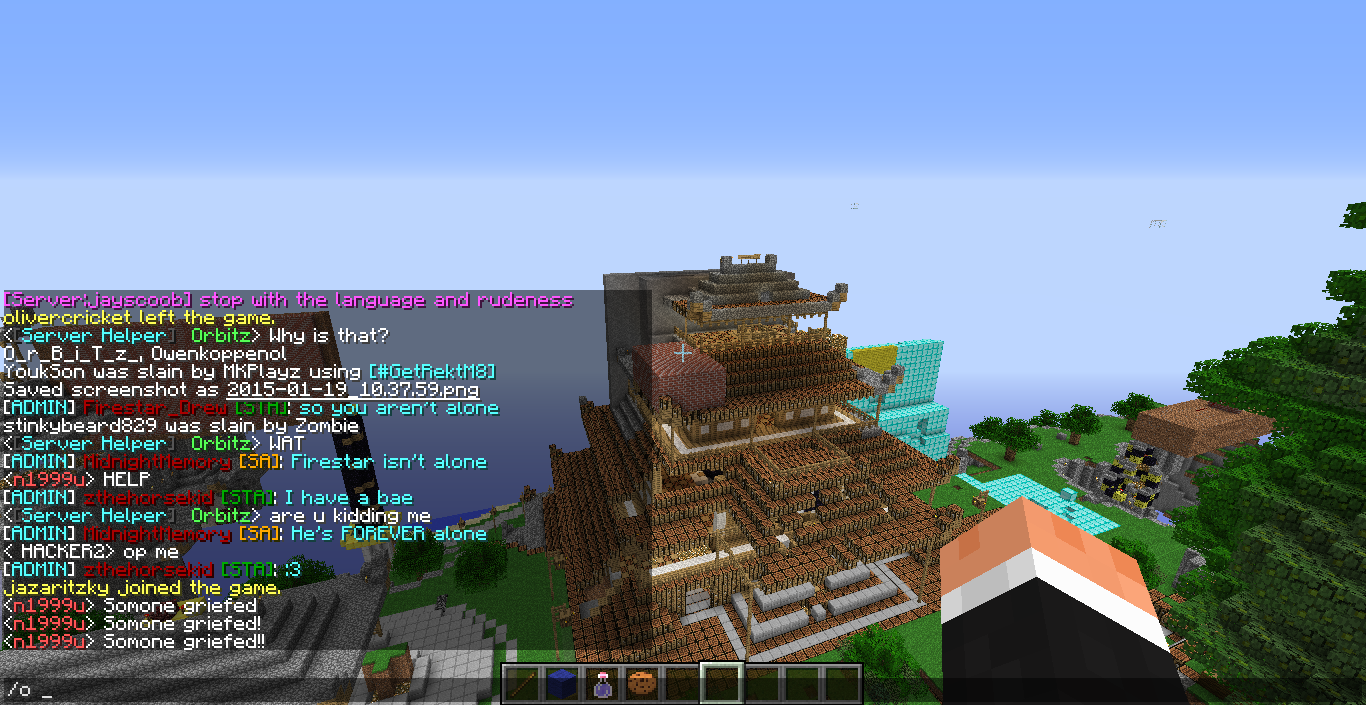 [Server:jayscoob] stop with the language and rudeness
olivercricket left the game.
<[Server Helper] Orbitz> Why is that?
O_r_B_i_T_z_, Owenkoppenol
YoukSon was slain by MKPlayz using [#GetRektM8]
Saved screenshot as 2015-01-19_10.37.59.png
[ADMIN] Firestar_Drew [STA]: so you aren't alone
stinkybeard829 was slain by Zombie
<[Server Helper] Orbitz> WAT
[ADMIN] MidnightMemory [SA]: Firestar isn't alone
<n1999u> HELP
[ADMIN] zthehorsekid [STA]: I have a bae
<[Server Helper] Orbitz> are u kidding me
[ADMIN] MidnightMemory [SA]: He's FOREVER alone
< HACKER2> op me
[ADMIN] zthehorsekid [STA]: :3
Jazaritzky joined the game.
<n1999u> Somone griefed
<n1999u> Somone griefed!
<n1999u> Somone griefed!!
/o _